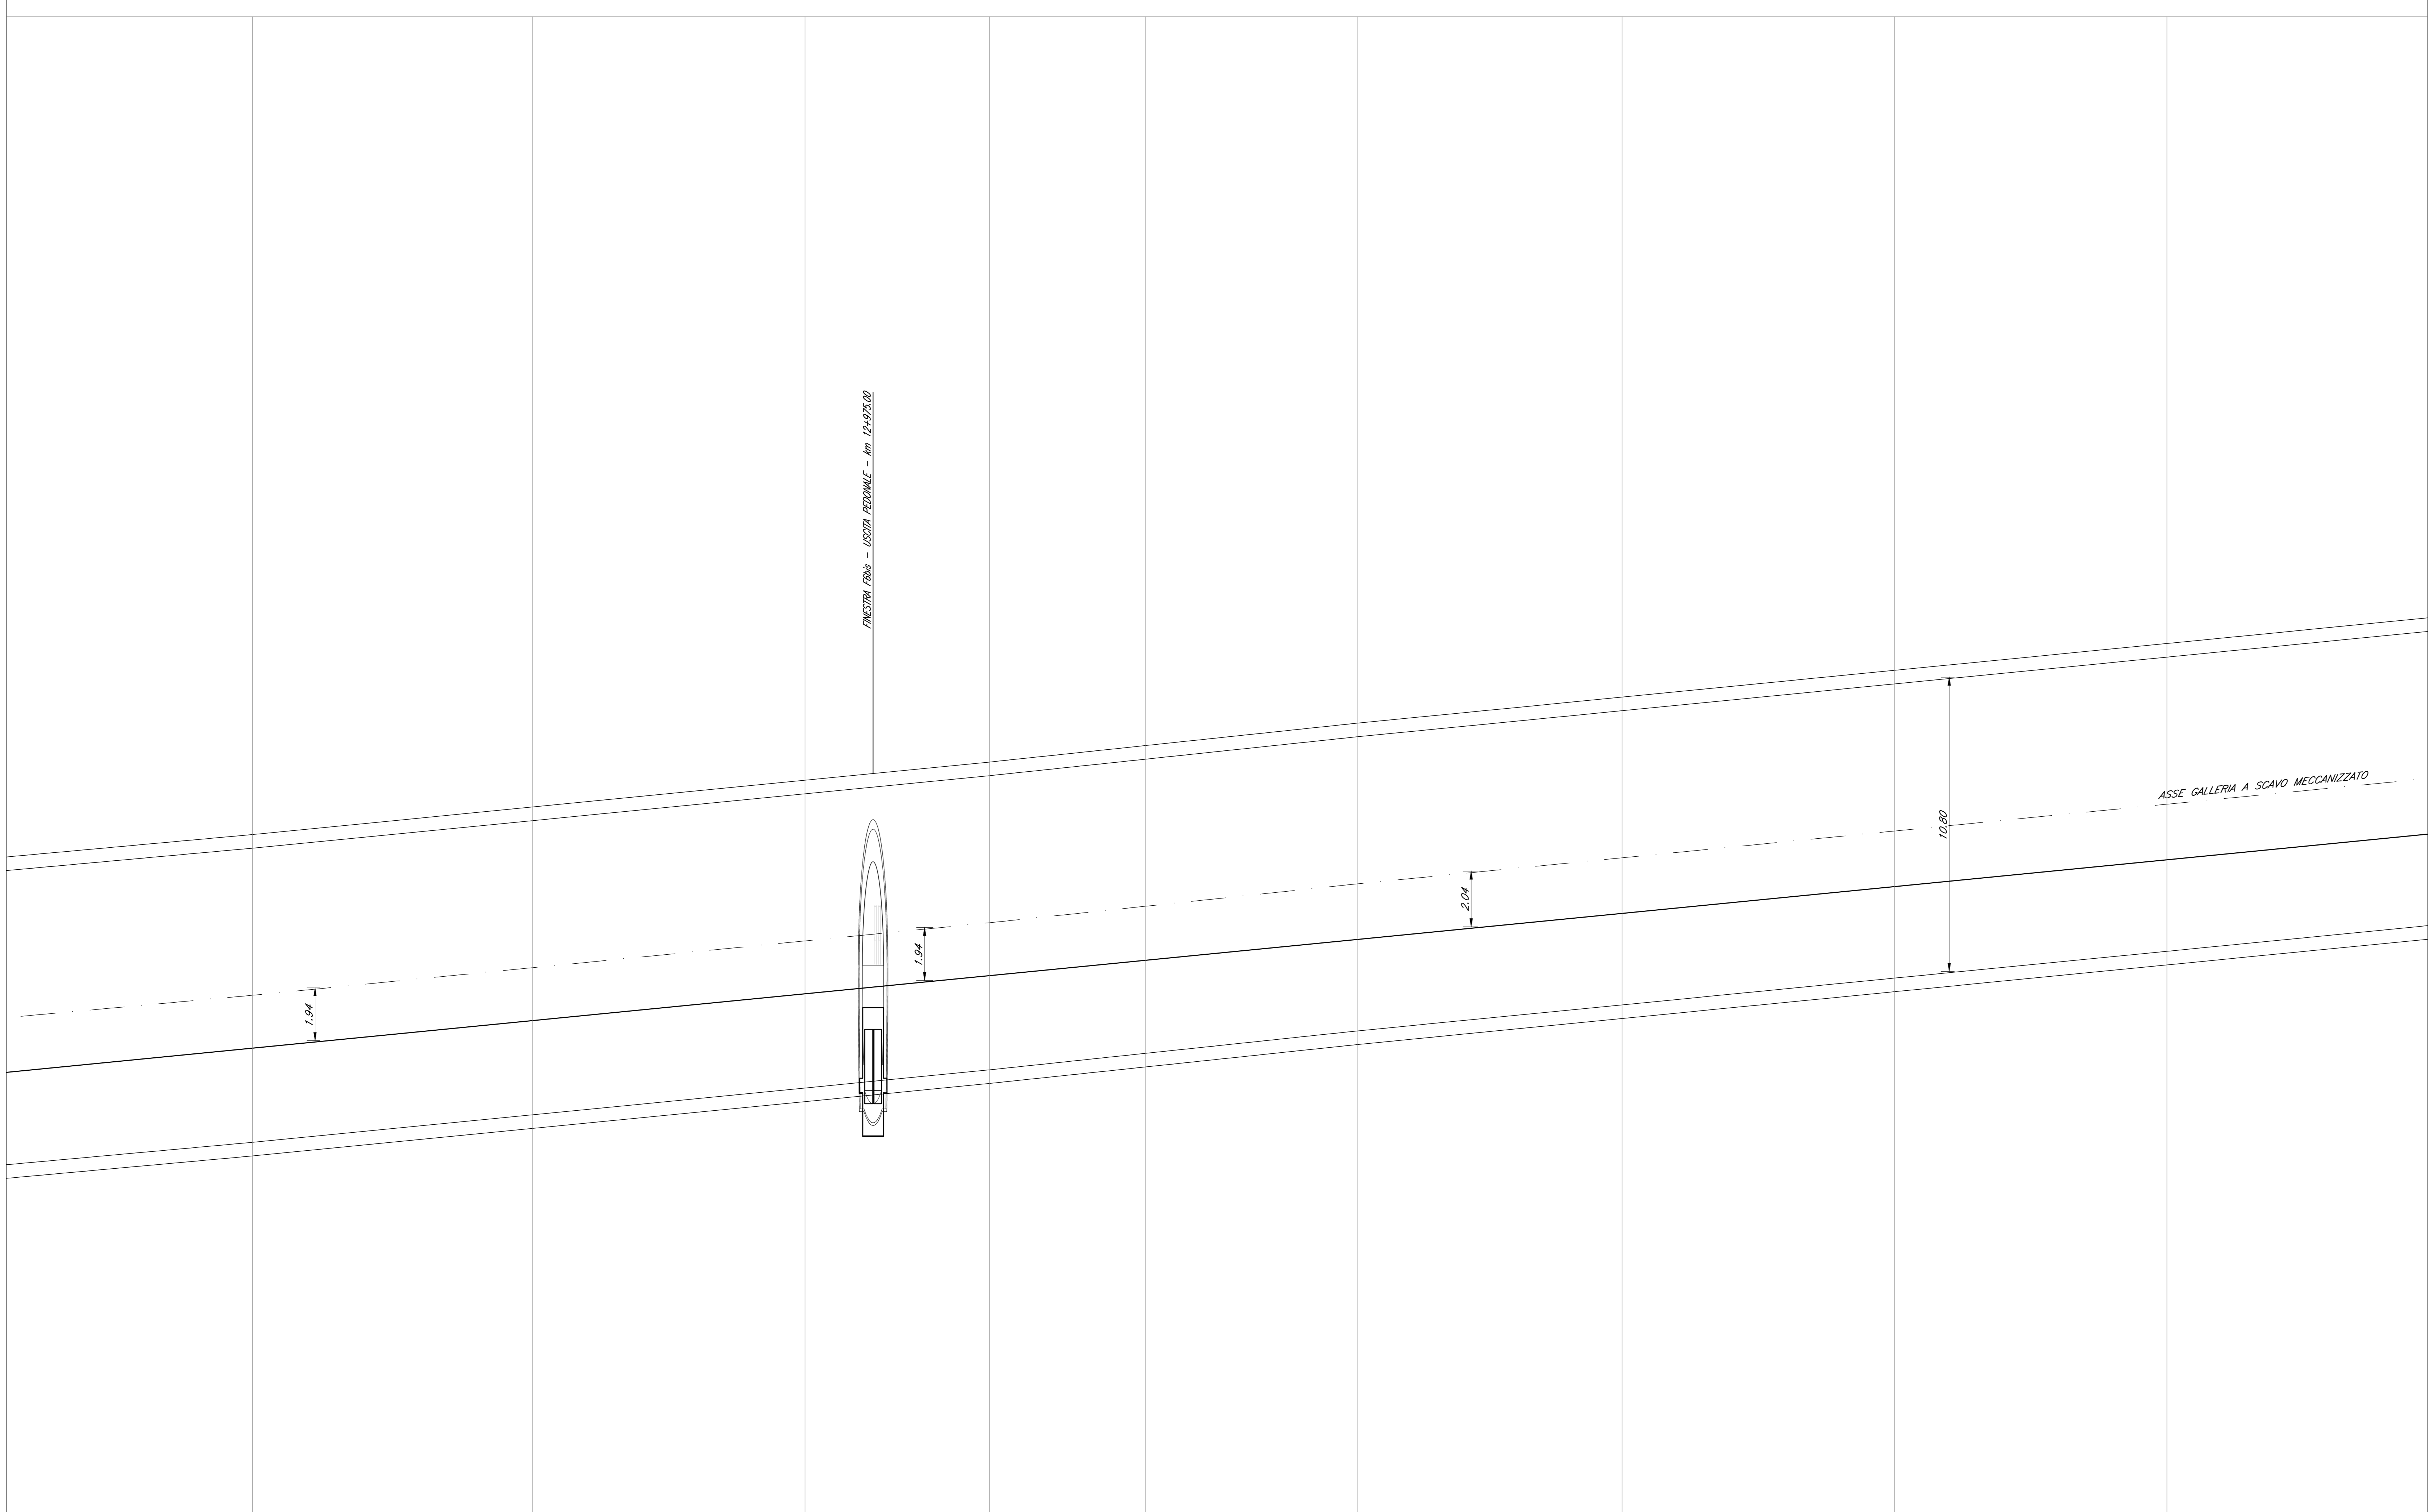 FINESTRA F6bis - USCITA PEDONALE - km 12+975.00
ASSE GALLERIA A SCAVO MECCANIZZATO
10.80
2.04
1.94
1.94